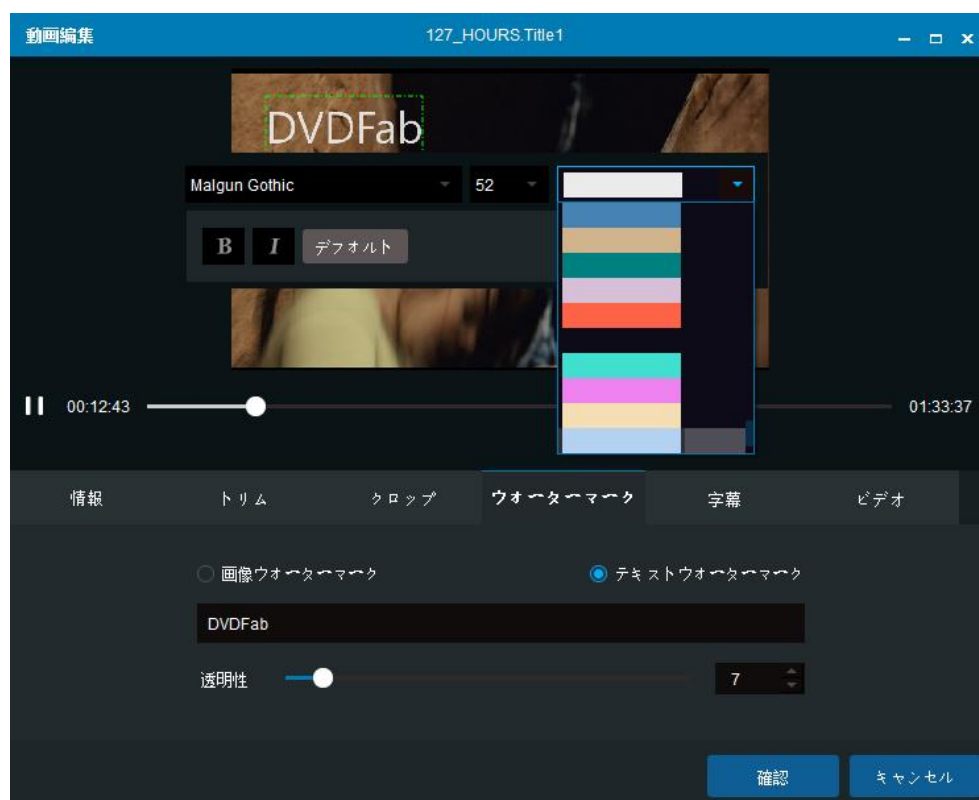 動画編集 127_HOURS.Title1
DVDFab
Malgun Gothic 52
B I デフォルト
00:12:43 01:33:37
情報 トリム クロップ ウオーターマーク 字幕 ビデオ
画像ウオーターマーク テキストウオーターマーク
DVDFab
透明性 7
確認 キャンセル